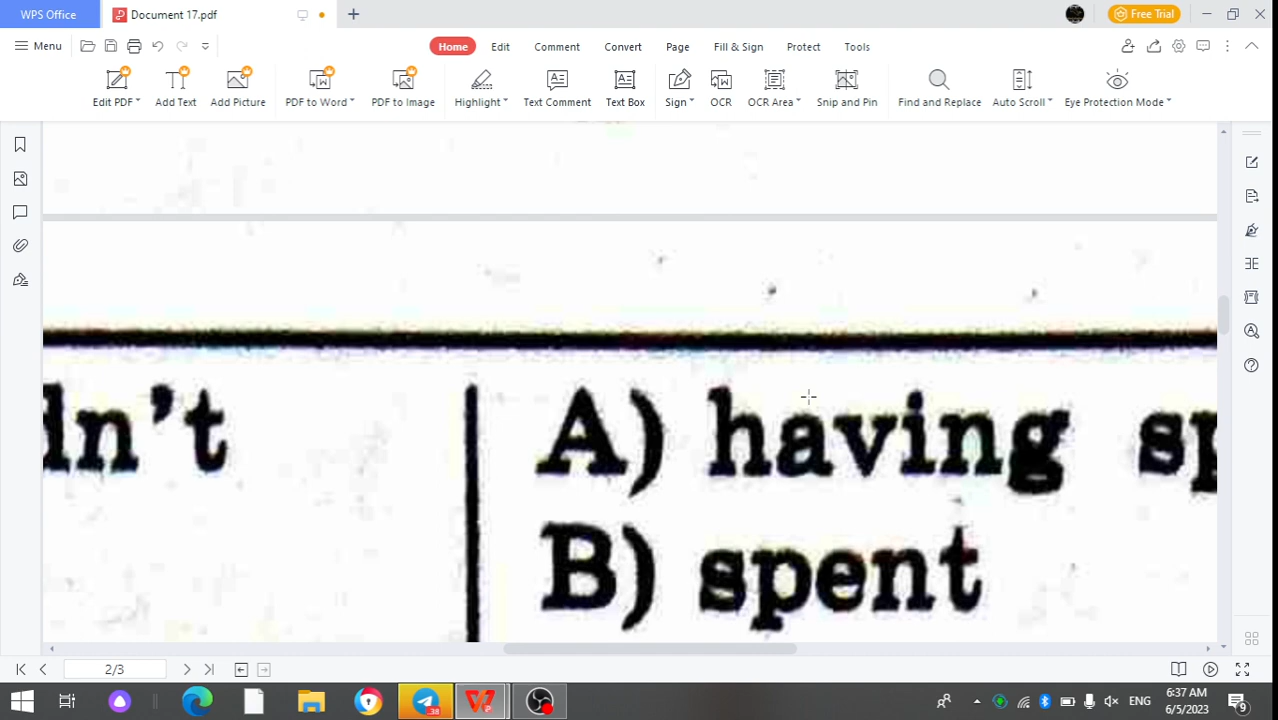 WPS Office
Document 17.pdf
Free Trial
Menu
Home Edit Comment Convert Page Fill & Sign Protect Tools
Edit PDF Add Text Add Picture PDF to Word PDF to Image Highlight Text Comment Text Box Sign OCR OCR Area Snip and Pin Find and Replace Auto Scroll Eye Protection Mode
dn't
A) having sp
B) spent
2/3
38
ENG
6:37 AM
6/5/2023
9